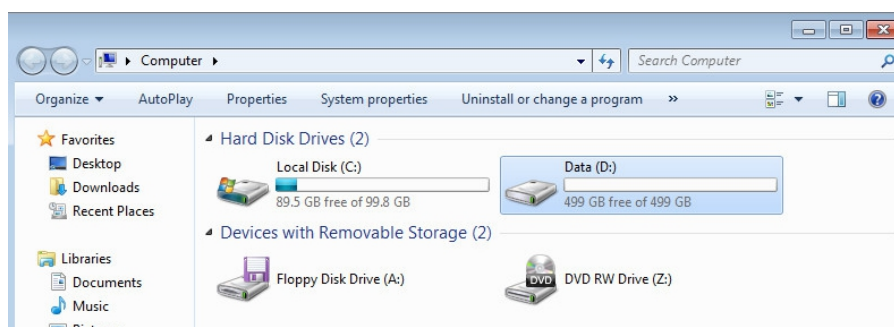 Computer
Search Computer
Organize AutoPlay Properties System properties Uninstall or change a program »
Favorites
Desktop
Downloads
Recent Places
Libraries
Documents
Music
Hard Disk Drives (2)
Local Disk (C:)
89.5 GB free of 99.8 GB
Data (D:)
499 GB free of 499 GB
Devices with Removable Storage (2)
Floppy Disk Drive (A:)
DVD
DVD RW Drive (Z:)